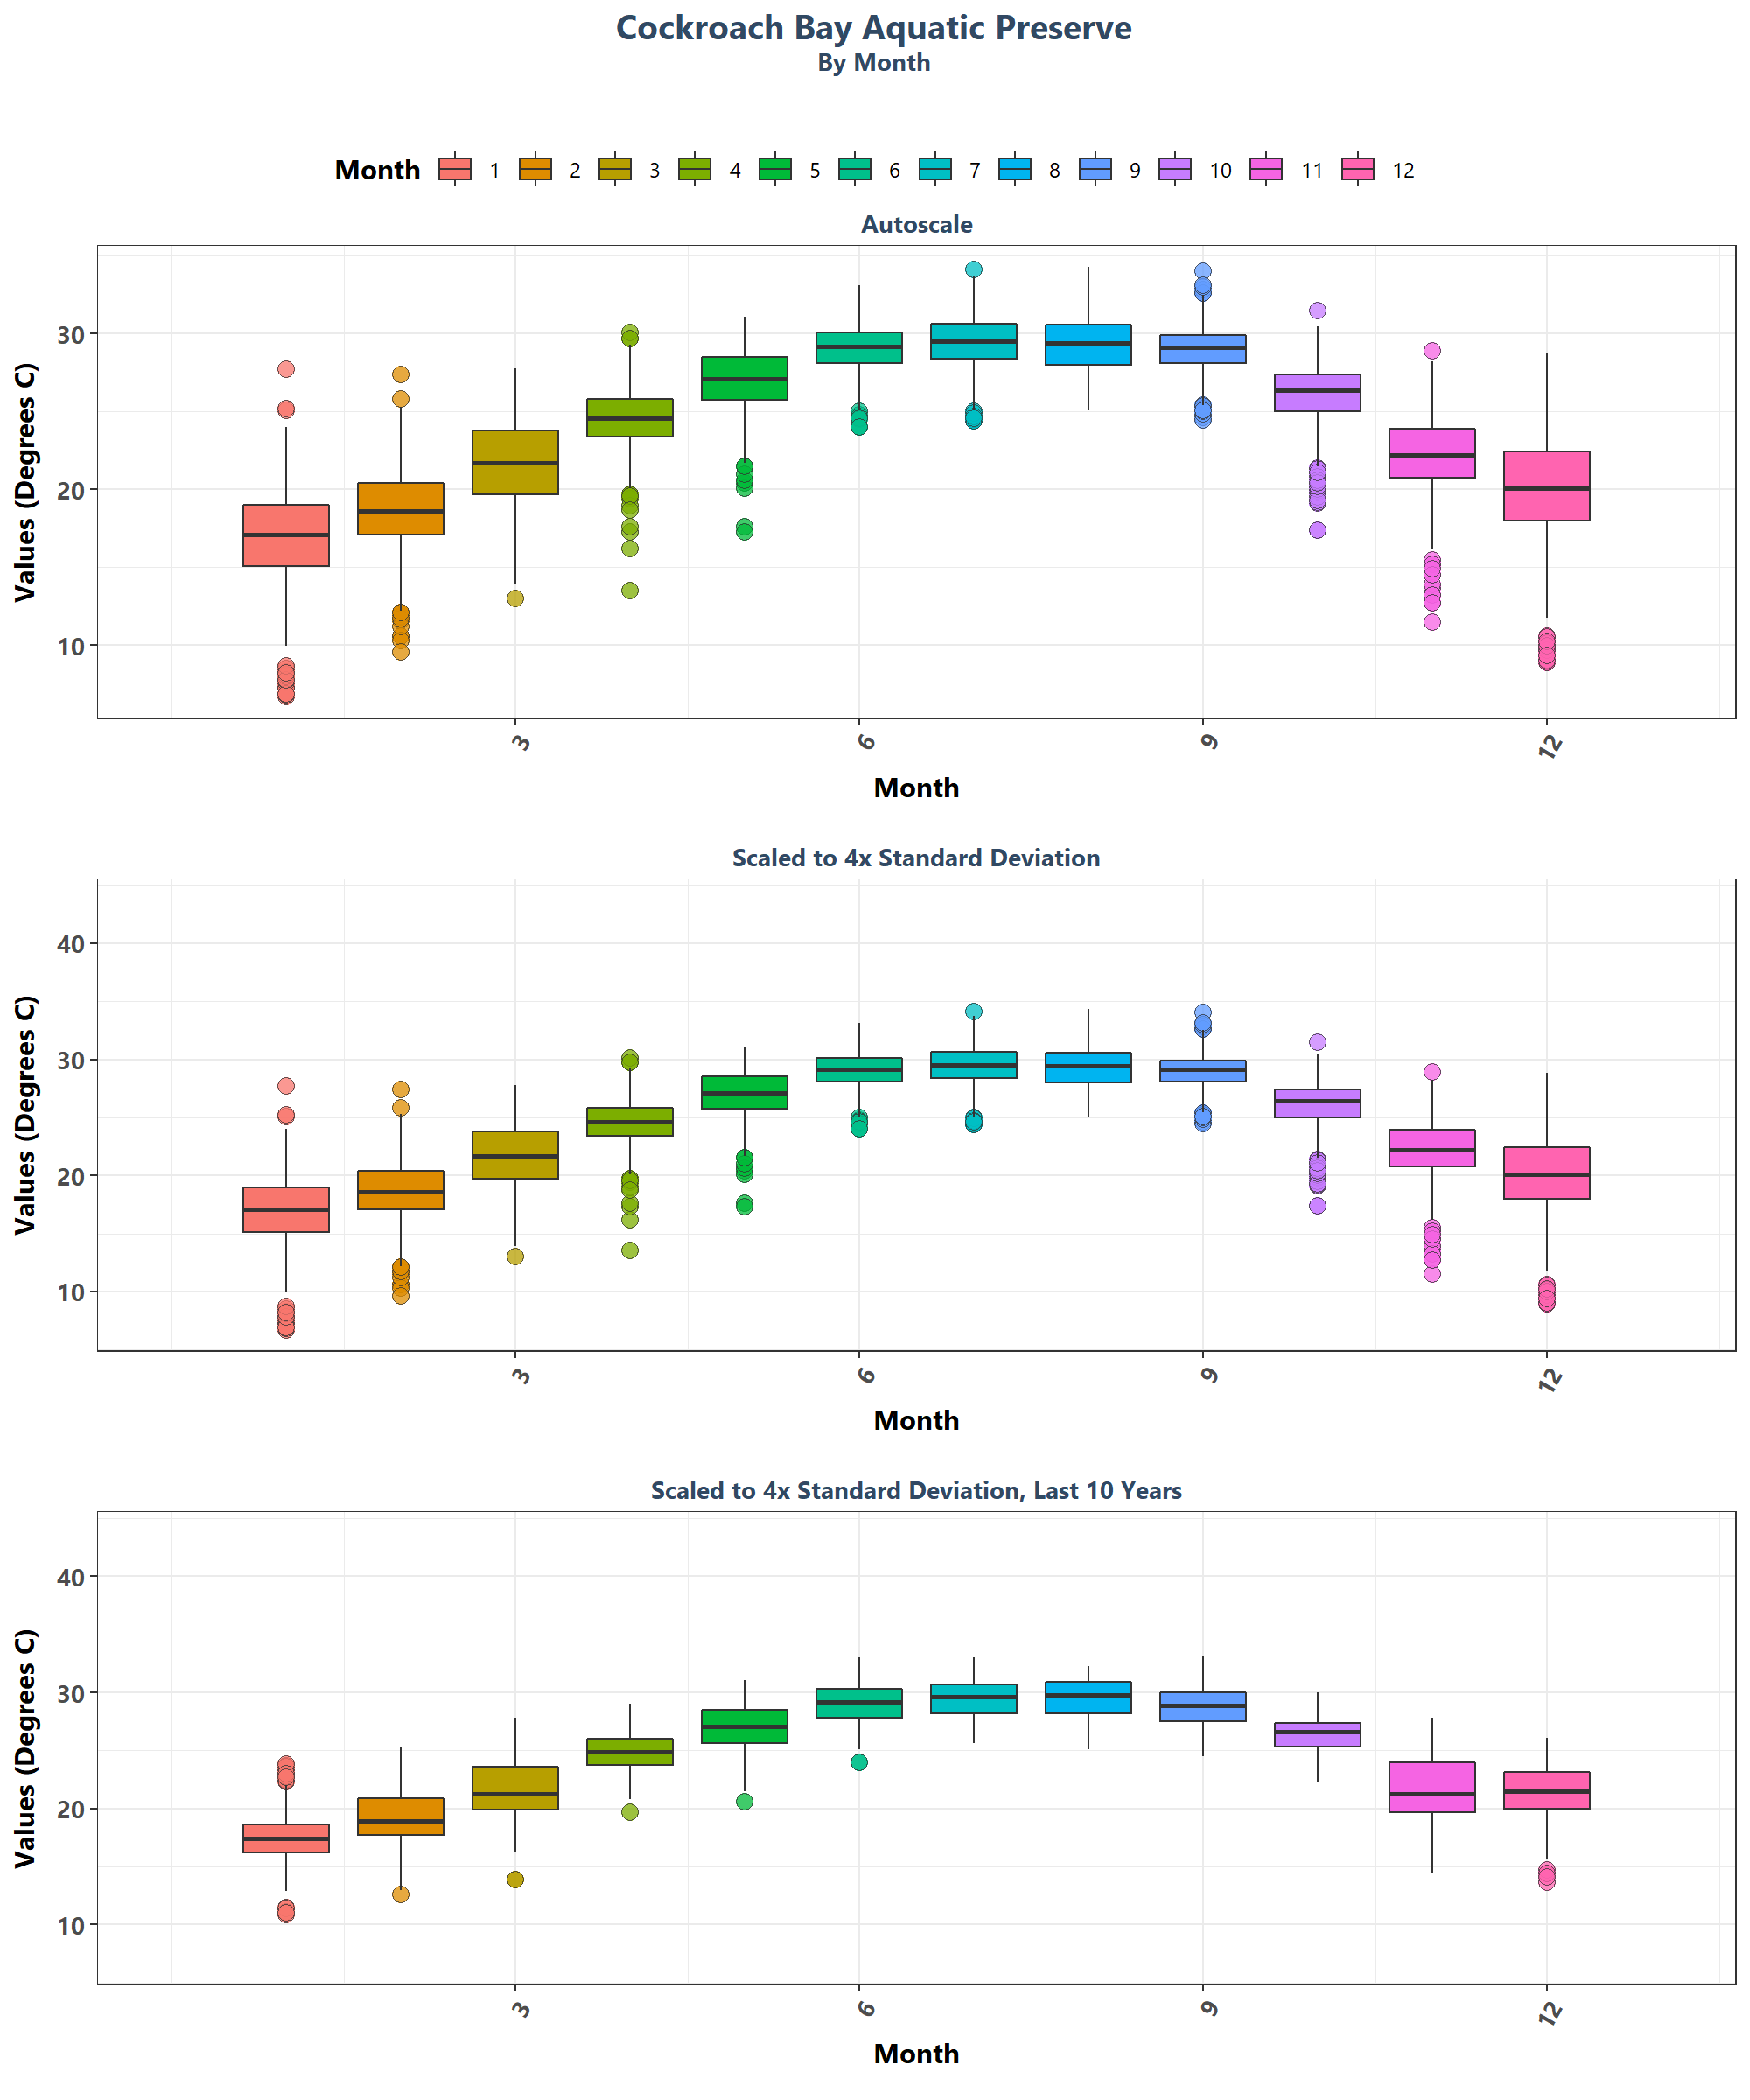 Cockroach Bay Aquatic Preserve
By Month
Month 1 2 3 4 5 6 7 8 9 10 11 12
Autoscale
Values (Degrees C)
30
20
10
3 6 9 12
Month
Scaled to 4x Standard Deviation
Values (Degrees C)
40
30
20
10
3 6 9 12
Month
Scaled to 4x Standard Deviation, Last 10 Years
Values (Degrees C)
40
30
20
10
3 6 9 12
Month